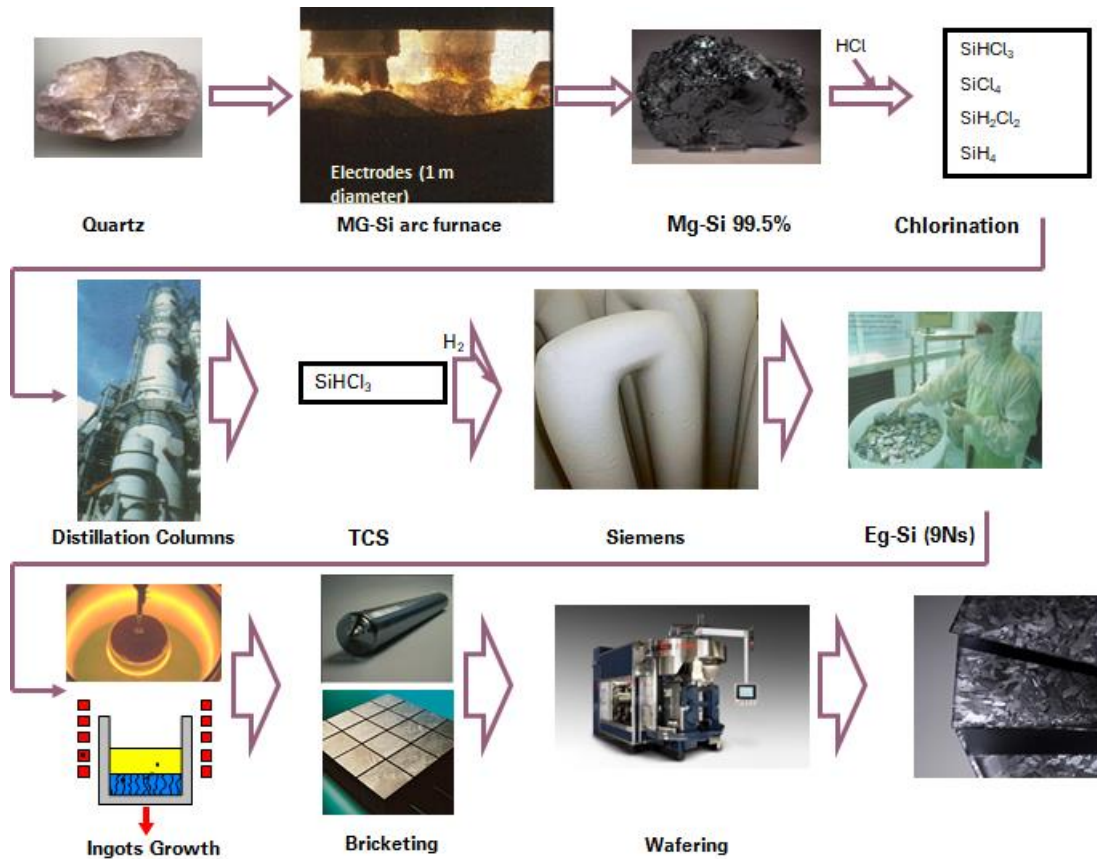 HCl
SiHCl₃
SiCl₄
SiH₂Cl₂
SiH₄
Electrodes (1 m
diameter)
Quartz
MG-Si arc furnace
Mg-Si 99.5%
Chlorination
H₂
SiHCl₃
Distillation Columns
TCS
Siemens
Eg-Si (9Ns)
Ingots Growth
Bricketing
Wafering